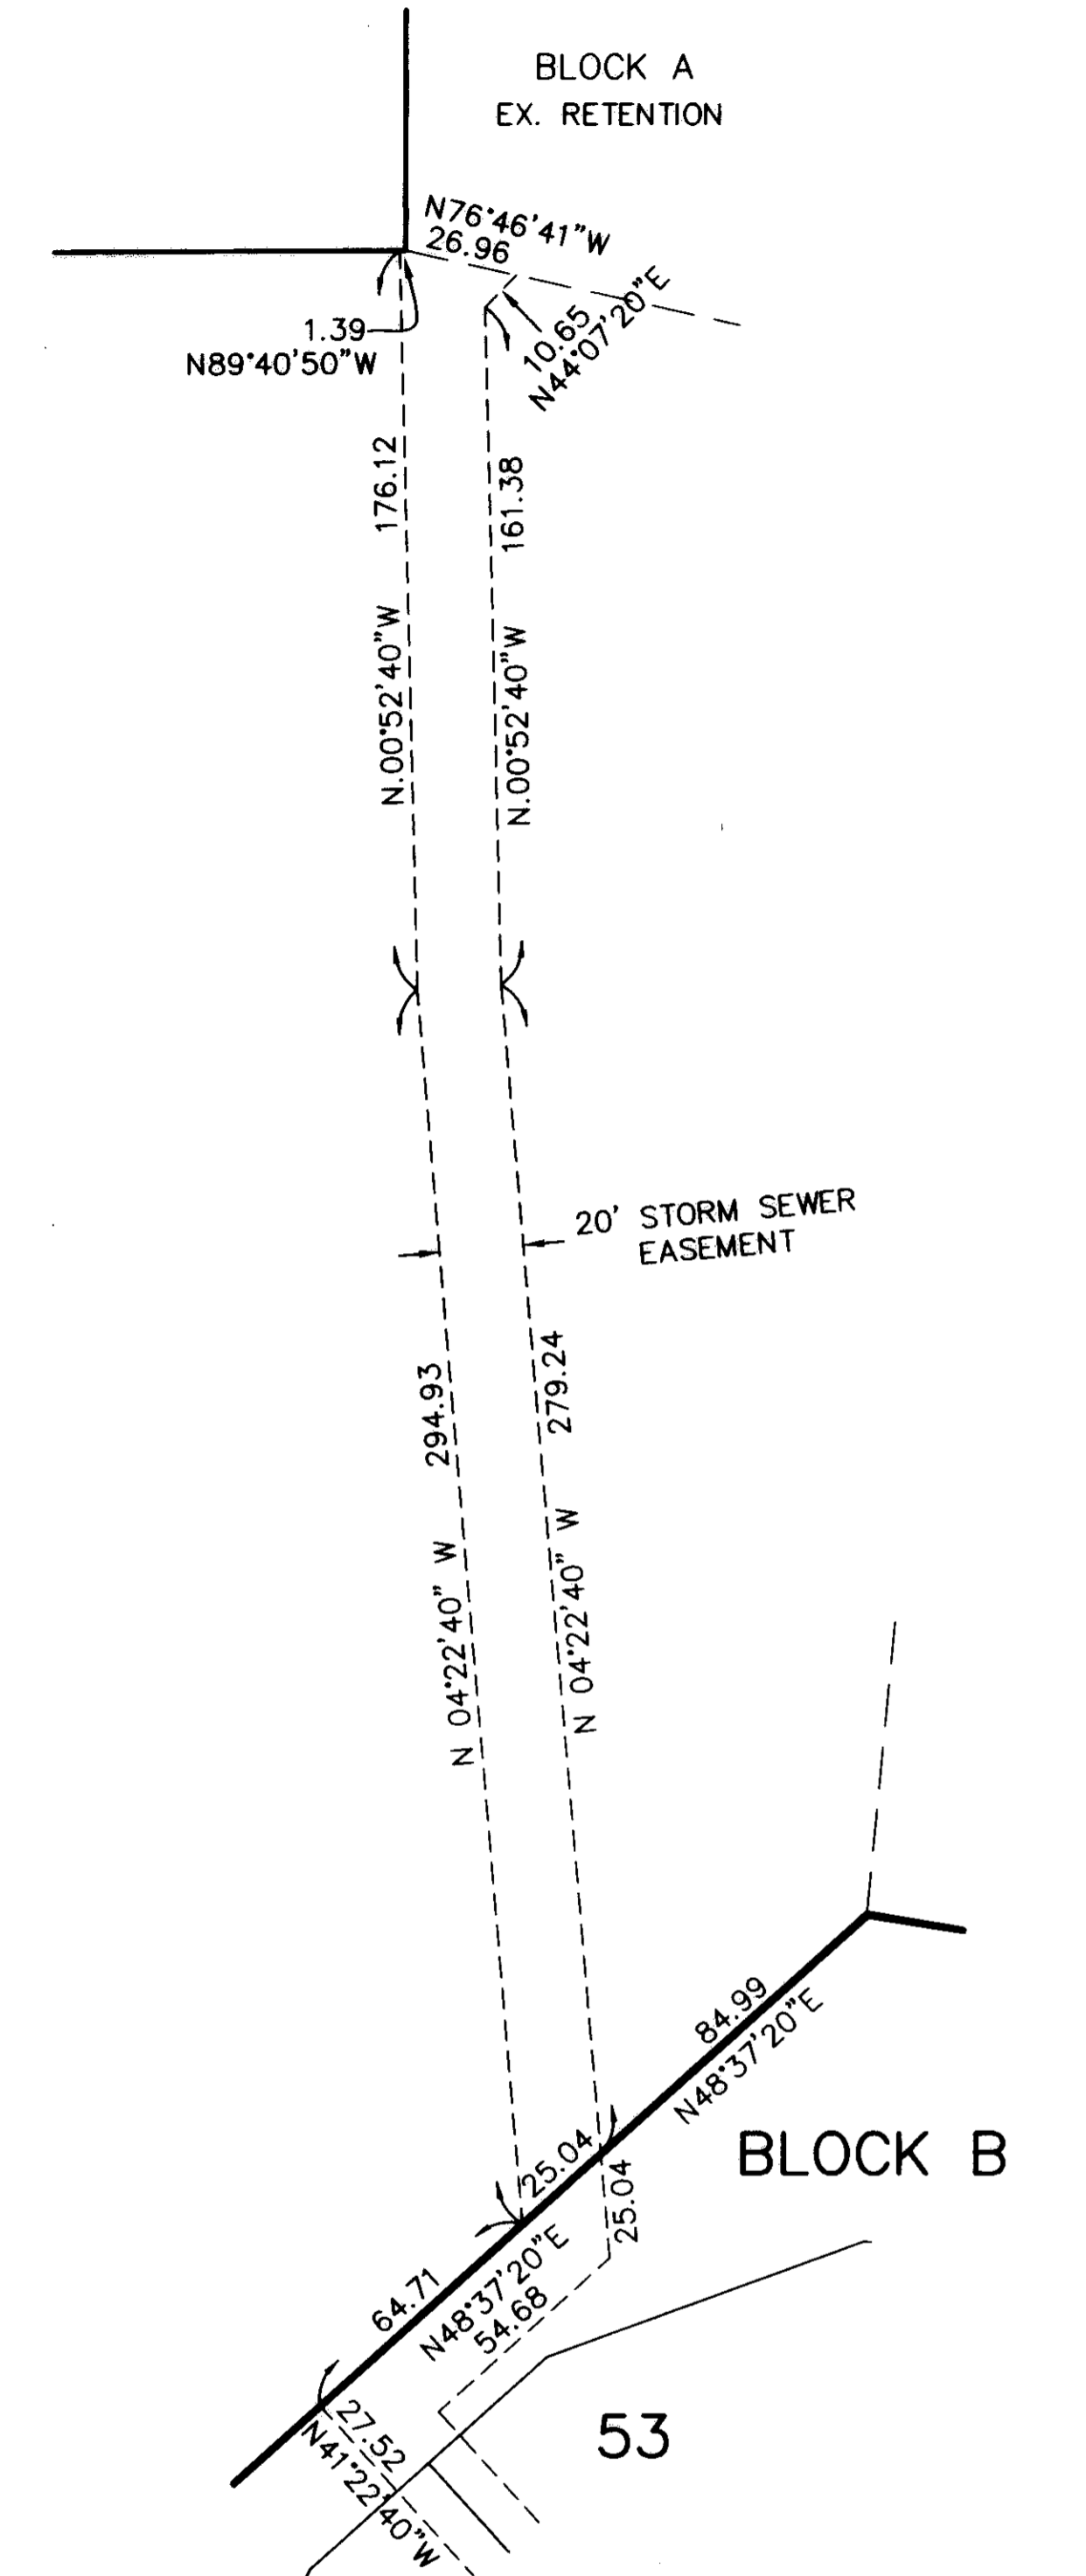 BLOCK A
EX. RETENTION
N76°46'41"W
26.96
1.39
N89°40'50"W
10.65
N44°07'20"E
176.12
161.38
N.00°52'40"W
N.00°52'40"W
20' STORM SEWER
EASEMENT
294.93
279.24
N 04°22'40" W
N 04°22'40" W
84.99
N48°37'20"E
BLOCK B
25.04
25.04
64.71
N48°37'20"E
54.68
27.52
N41°22'40"W
53